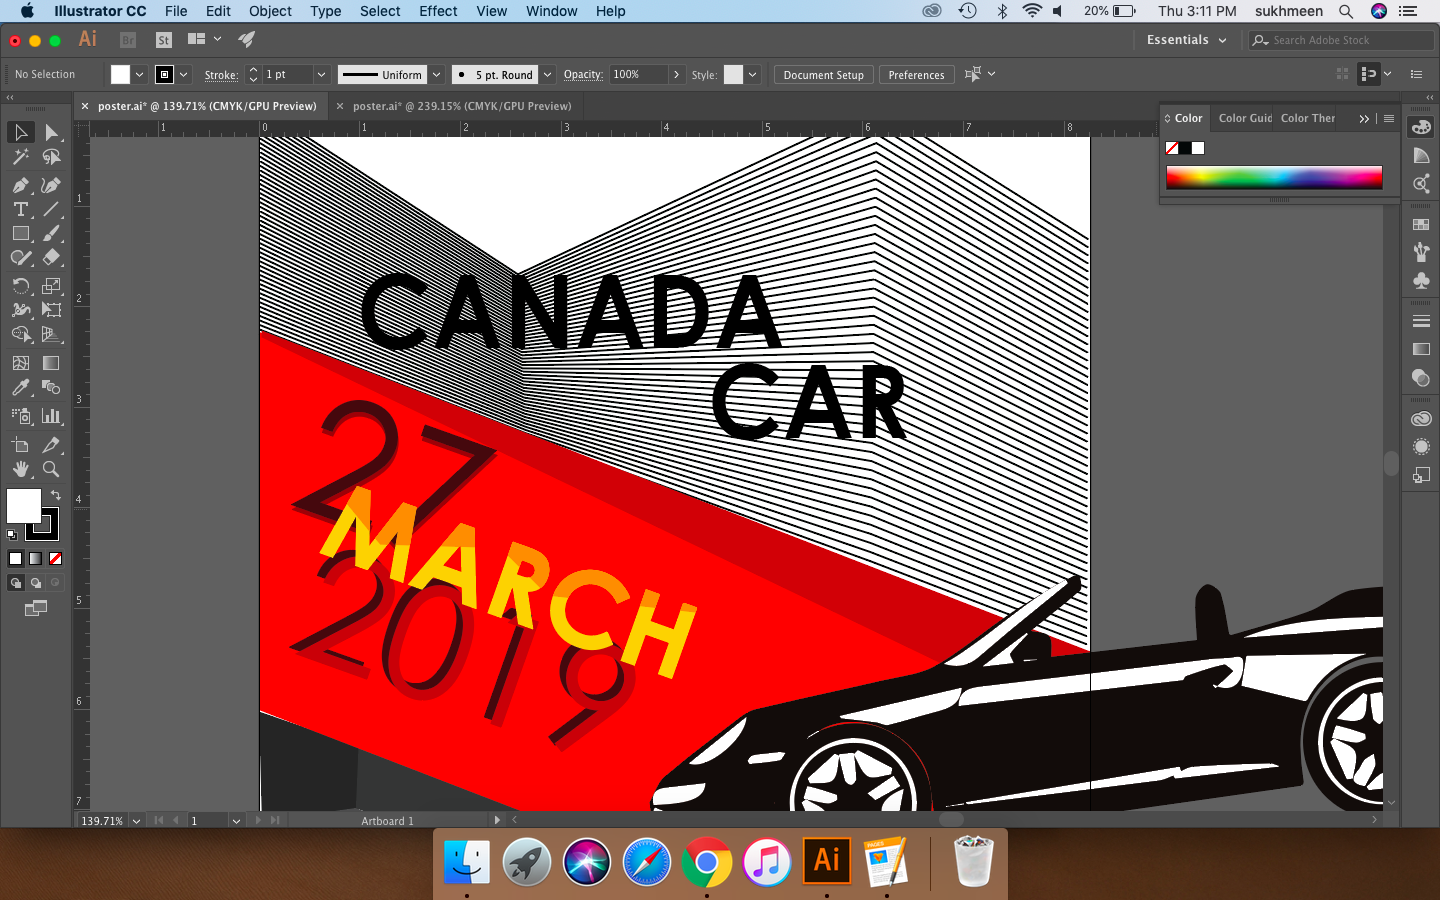 Illustrator CC File Edit Object Type Select Effect View Window Help 20% Thu 3:11 PM sukhmeen
Ai Br St Essentials Search Adobe Stock
No Selection Stroke: 1 pt Uniform 5 pt. Round Opacity: 100% Style: Document Setup Preferences
poster.ai* @ 139.71% (CMYK/GPU Preview) poster.ai* @ 239.15% (CMYK/GPU Preview)
Color Color Guid Color Ther
1 0 1 2 3 4 5 6 7 8
1
2
3
4
5
6
7
CANADA
CAR
27
MARCH
2019
139.71% 1 Artboard 1
Ai PAGES